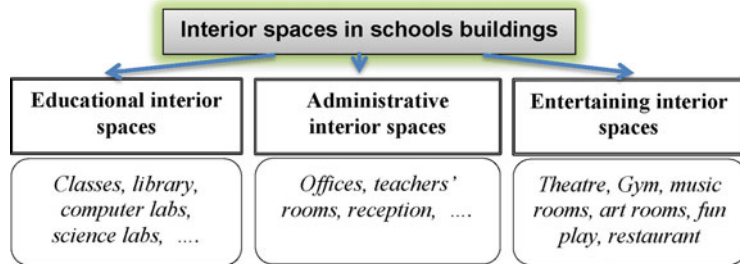 Interior spaces in schools buildings
Educational interior
spaces
Classes, library,
computer labs,
science labs, ….
Administrative
interior spaces
Offices, teachers’
rooms, reception, ….
Entertaining interior
spaces
Theatre, Gym, music
rooms, art rooms, fun
play, restaurant